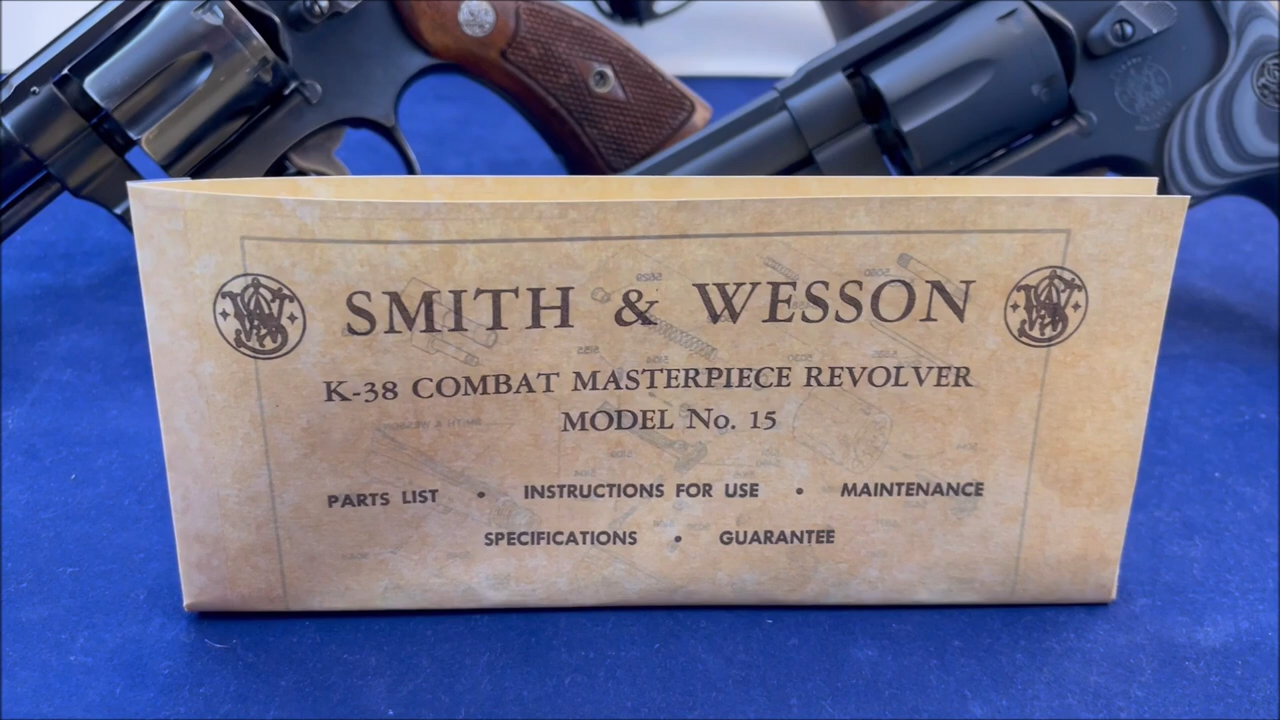 SMITH & WESSON
K-38 COMBAT MASTERPIECE REVOLVER
MODEL No. 15
PARTS LIST • INSTRUCTIONS FOR USE • MAINTENANCE
SPECIFICATIONS • GUARANTEE